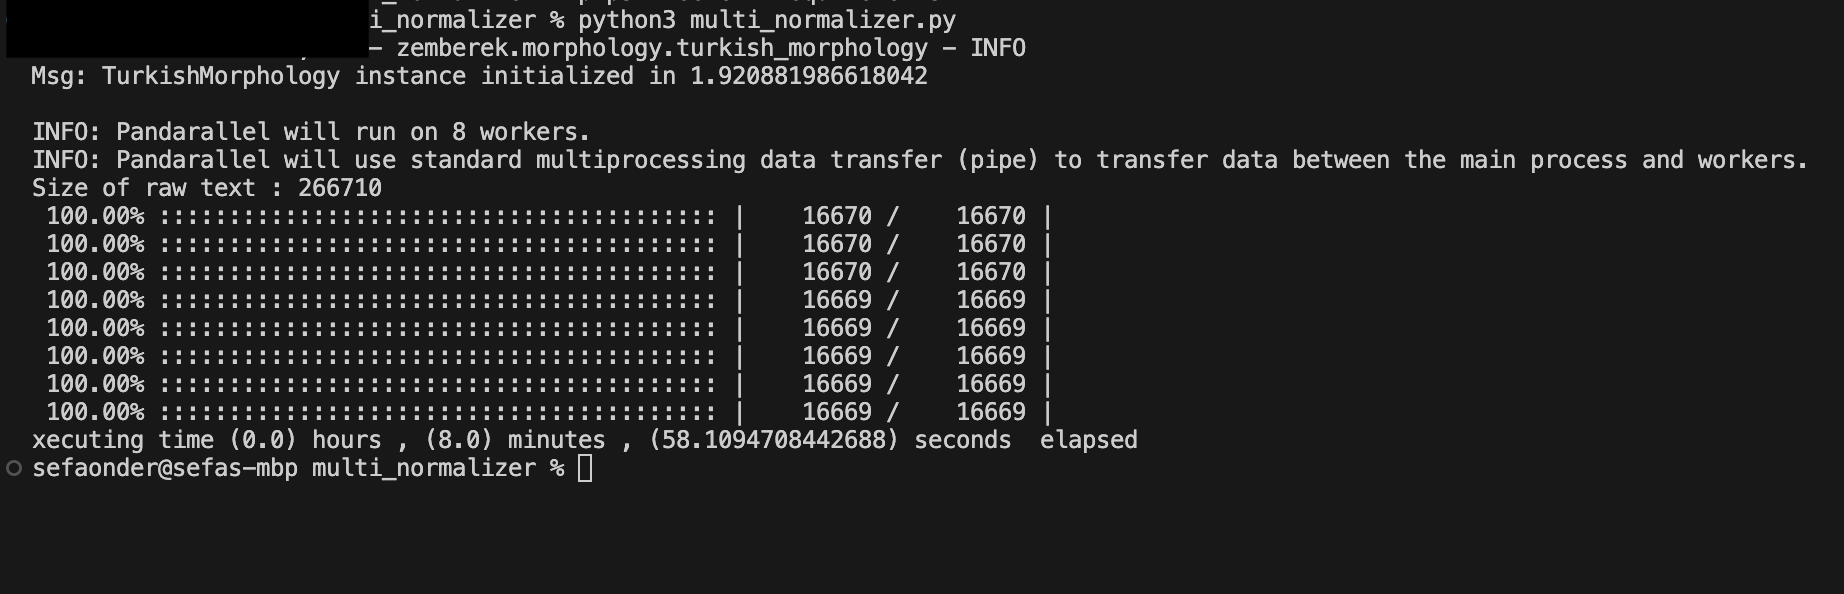 i_normalizer % python3 multi_normalizer.py
- zemberek.morphology.turkish_morphology - INFO
Msg: TurkishMorphology instance initialized in 1.920881986618042
INFO: Pandarallel will run on 8 workers.
INFO: Pandarallel will use standard multiprocessing data transfer (pipe) to transfer data between the main process and workers.
Size of raw text : 266710
100.00% :::::::::::::::::::::::::::::::::::::::: | 16670 / 16670 |
100.00% :::::::::::::::::::::::::::::::::::::::: | 16670 / 16670 |
100.00% :::::::::::::::::::::::::::::::::::::::: | 16670 / 16670 |
100.00% :::::::::::::::::::::::::::::::::::::::: | 16669 / 16669 |
100.00% :::::::::::::::::::::::::::::::::::::::: | 16669 / 16669 |
100.00% :::::::::::::::::::::::::::::::::::::::: | 16669 / 16669 |
100.00% :::::::::::::::::::::::::::::::::::::::: | 16669 / 16669 |
100.00% :::::::::::::::::::::::::::::::::::::::: | 16669 / 16669 |
xecuting time (0.0) hours , (8.0) minutes , (58.1094708442688) seconds  elapsed
sefaonder@sefas-mbp multi_normalizer %